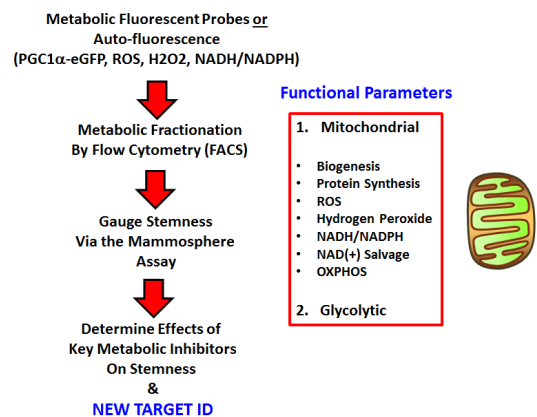 Metabolic Fluorescent Probes or
Auto-fluorescence
(PGC1α-eGFP, ROS, H2O2, NADH/NADPH)
Metabolic Fractionation
By Flow Cytometry (FACS)
Gauge Stemness
Via the Mammosphere
Assay
Determine Effects of
Key Metabolic Inhibitors
On Stemness
&
NEW TARGET ID
Functional Parameters
1. Mitochondrial
• Biogenesis
• Protein Synthesis
• ROS
• Hydrogen Peroxide
• NADH/NADPH
• NAD(+) Salvage
• OXPHOS
2. Glycolytic